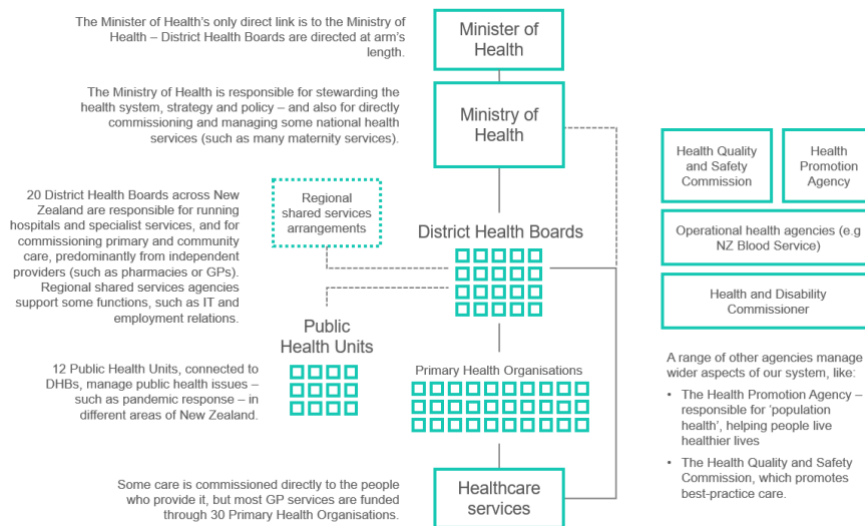 The Minister of Health's only direct link is to the Ministry of
Health – District Health Boards are directed at arm's
length.
Minister of
Health
The Ministry of Health is responsible for stewarding the
health system, strategy and policy – and also for directly
commissioning and managing some national health
services (such as many maternity services).
Ministry of
Health
Health Quality
and Safety
Commission
Health
Promotion
Agency
Operational health agencies (e.g
NZ Blood Service)
Health and Disability
Commissioner
20 District Health Boards across New
Zealand are responsible for running
hospitals and specialist services, and for
commissioning primary and community
care, predominantly from independent
providers (such as pharmacies or GPs).
Regional shared services agencies
support some functions, such as IT and
employment relations.
Regional
shared services
arrangements
District Health Boards
Public
Health Units
12 Public Health Units, connected to
DHBs, manage public health issues –
such as pandemic response – in
different areas of New Zealand.
Primary Health Organisations
A range of other agencies manage
wider aspects of our system, like:
• The Health Promotion Agency –
responsible for 'population
health', helping people live
healthier lives
• The Health Quality and Safety
Commission, which promotes
best-practice care.
Some care is commissioned directly to the people
who provide it, but most GP services are funded
through 30 Primary Health Organisations.
Healthcare
services